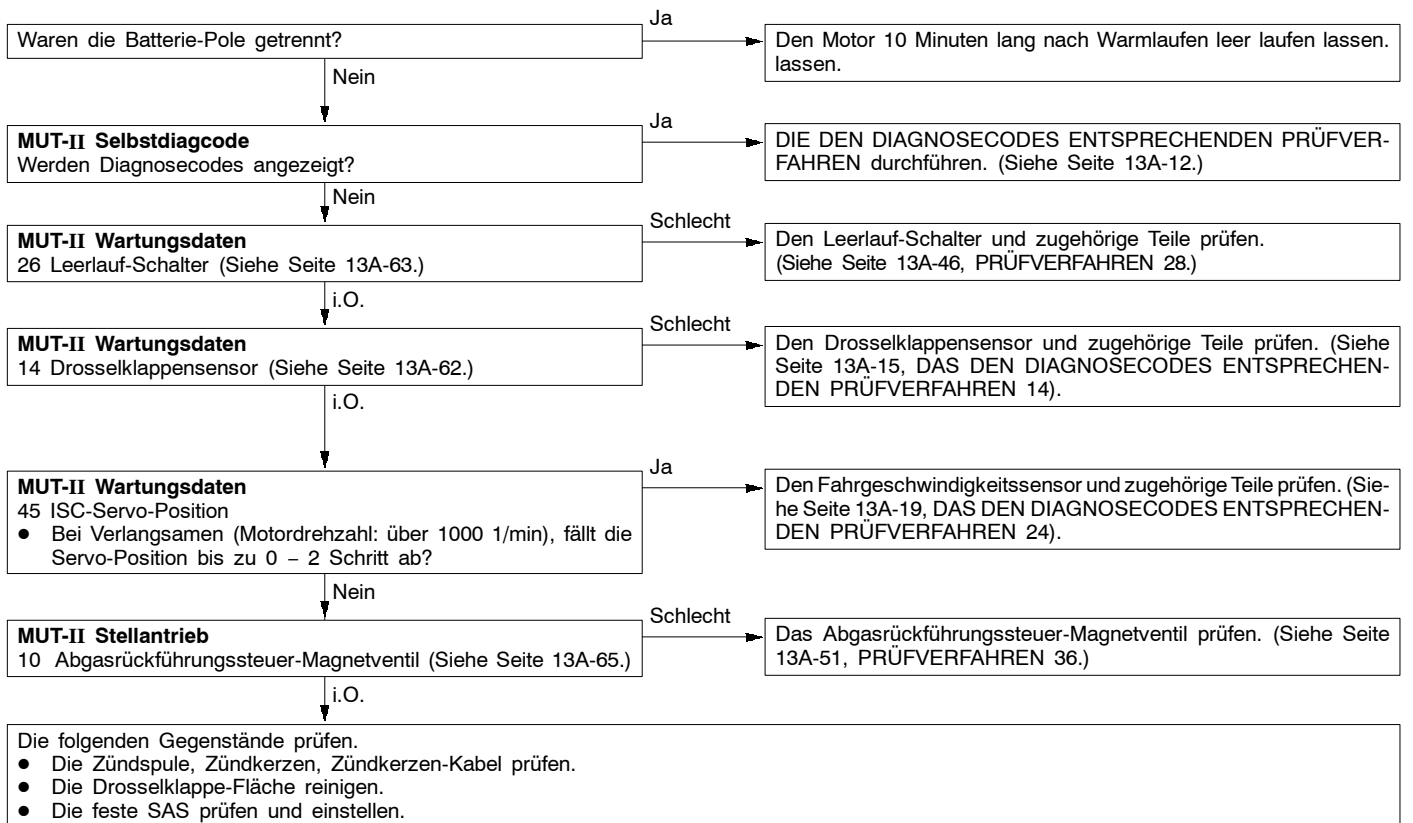 Ja
Waren die Batterie-Pole getrennt?
Den Motor 10 Minuten lang nach Warmlaufen leer laufen lassen.
lassen.
Nein
Ja
MUT-II Selbstdiagcode
Werden Diagnosecodes angezeigt?
DIE DEN DIAGNOSECODES ENTSPRECHENDEN PRÜFVER-
FAHREN durchführen. (Siehe Seite 13A-12.)
Nein
Schlecht
MUT-II Wartungsdaten
26 Leerlauf-Schalter (Siehe Seite 13A-63.)
Den Leerlauf-Schalter und zugehörige Teile prüfen.
(Siehe Seite 13A-46, PRÜFVERFAHREN 28.)
i.O.
Schlecht
MUT-II Wartungsdaten
14 Drosselklappensensor (Siehe Seite 13A-62.)
Den Drosselklappensensor und zugehörige Teile prüfen. (Siehe
Seite 13A-15, DAS DEN DIAGNOSECODES ENTSPRECHEN-
DEN PRÜFVERFAHREN 14).
i.O.
Ja
MUT-II Wartungsdaten
45 ISC-Servo-Position
● Bei Verlangsamen (Motordrehzahl: über 1000 1/min), fällt die
Servo-Position bis zu 0 – 2 Schritt ab?
Den Fahrgeschwindigkeitssensor und zugehörige Teile prüfen. (Sie-
he Seite 13A-19, DAS DEN DIAGNOSECODES ENTSPRECHEN-
DEN PRÜFVERFAHREN 24).
Nein
Schlecht
MUT-II Stellantrieb
10 Abgasrückführungssteuer-Magnetventil (Siehe Seite 13A-65.)
Das Abgasrückführungssteuer-Magnetventil prüfen. (Siehe Seite
13A-51, PRÜFVERFAHREN 36.)
i.O.
Die folgenden Gegenstände prüfen.
● Die Zündspule, Zündkerzen, Zündkerzen-Kabel prüfen.
● Die Drosselklappe-Fläche reinigen.
● Die feste SAS prüfen und einstellen.